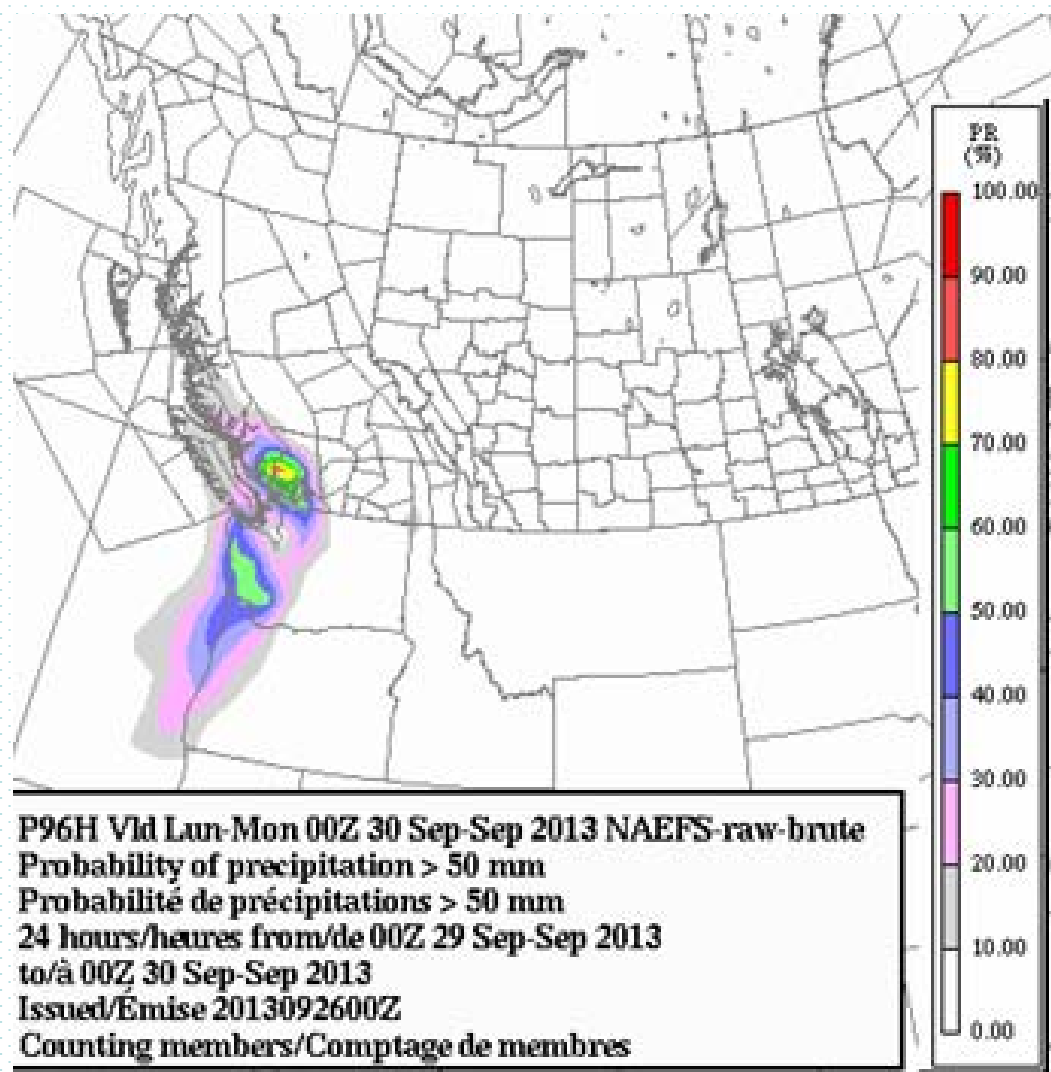 PR
(%)
100.00
90.00
80.00
70.00
60.00
50.00
40.00
30.00
20.00
10.00
0.00
P96H Vld Lun-Mon 00Z 30 Sep-Sep 2013 NAEFS-raw-brute
Probability of precipitation > 50 mm
Probabilité de précipitations > 50 mm
24 hours/heures from/de 00Z 29 Sep-Sep 2013
to/à 00Z 30 Sep-Sep 2013
Issued/Émise 2013092600Z
Counting members/Comptage de membres